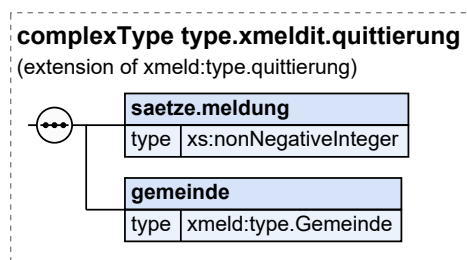 complexType type.xmeldit.quittierung
(extension of xmeld:type.quittierung)
saetze.meldung
type xs:nonNegativeInteger
gemeinde
type xmeld:type.Gemeinde